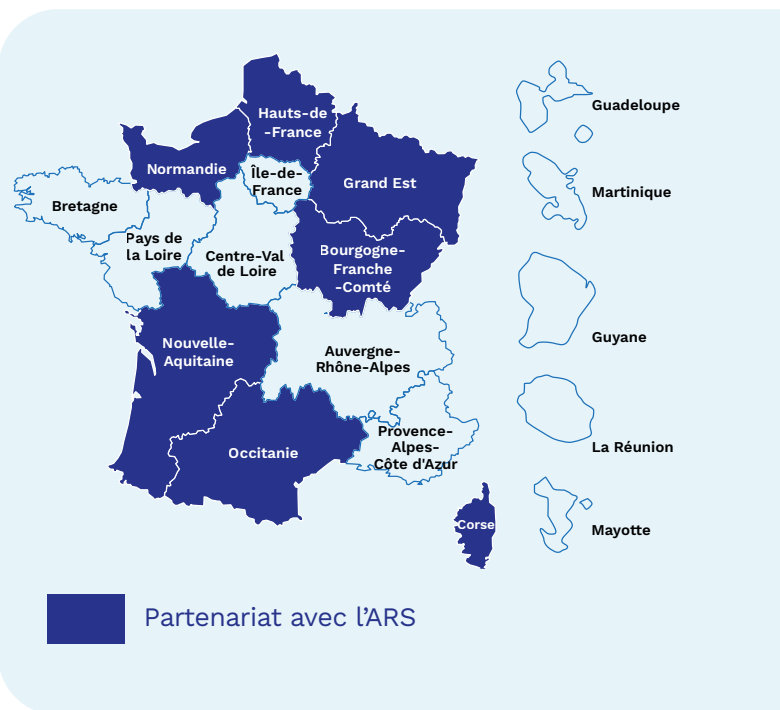 Hauts-de
-France
Normandie
Île-de-
France
Grand Est
Bretagne
Pays de
la Loire
Centre-Val
de Loire
Bourgogne-
Franche
-Comté
Nouvelle-
Aquitaine
Auvergne-
Rhône-Alpes
Occitanie
Provence-
Alpes-
Côte d'Azur
Corse
Guadeloupe
Martinique
Guyane
La Réunion
Mayotte
Partenariat avec l’ARS